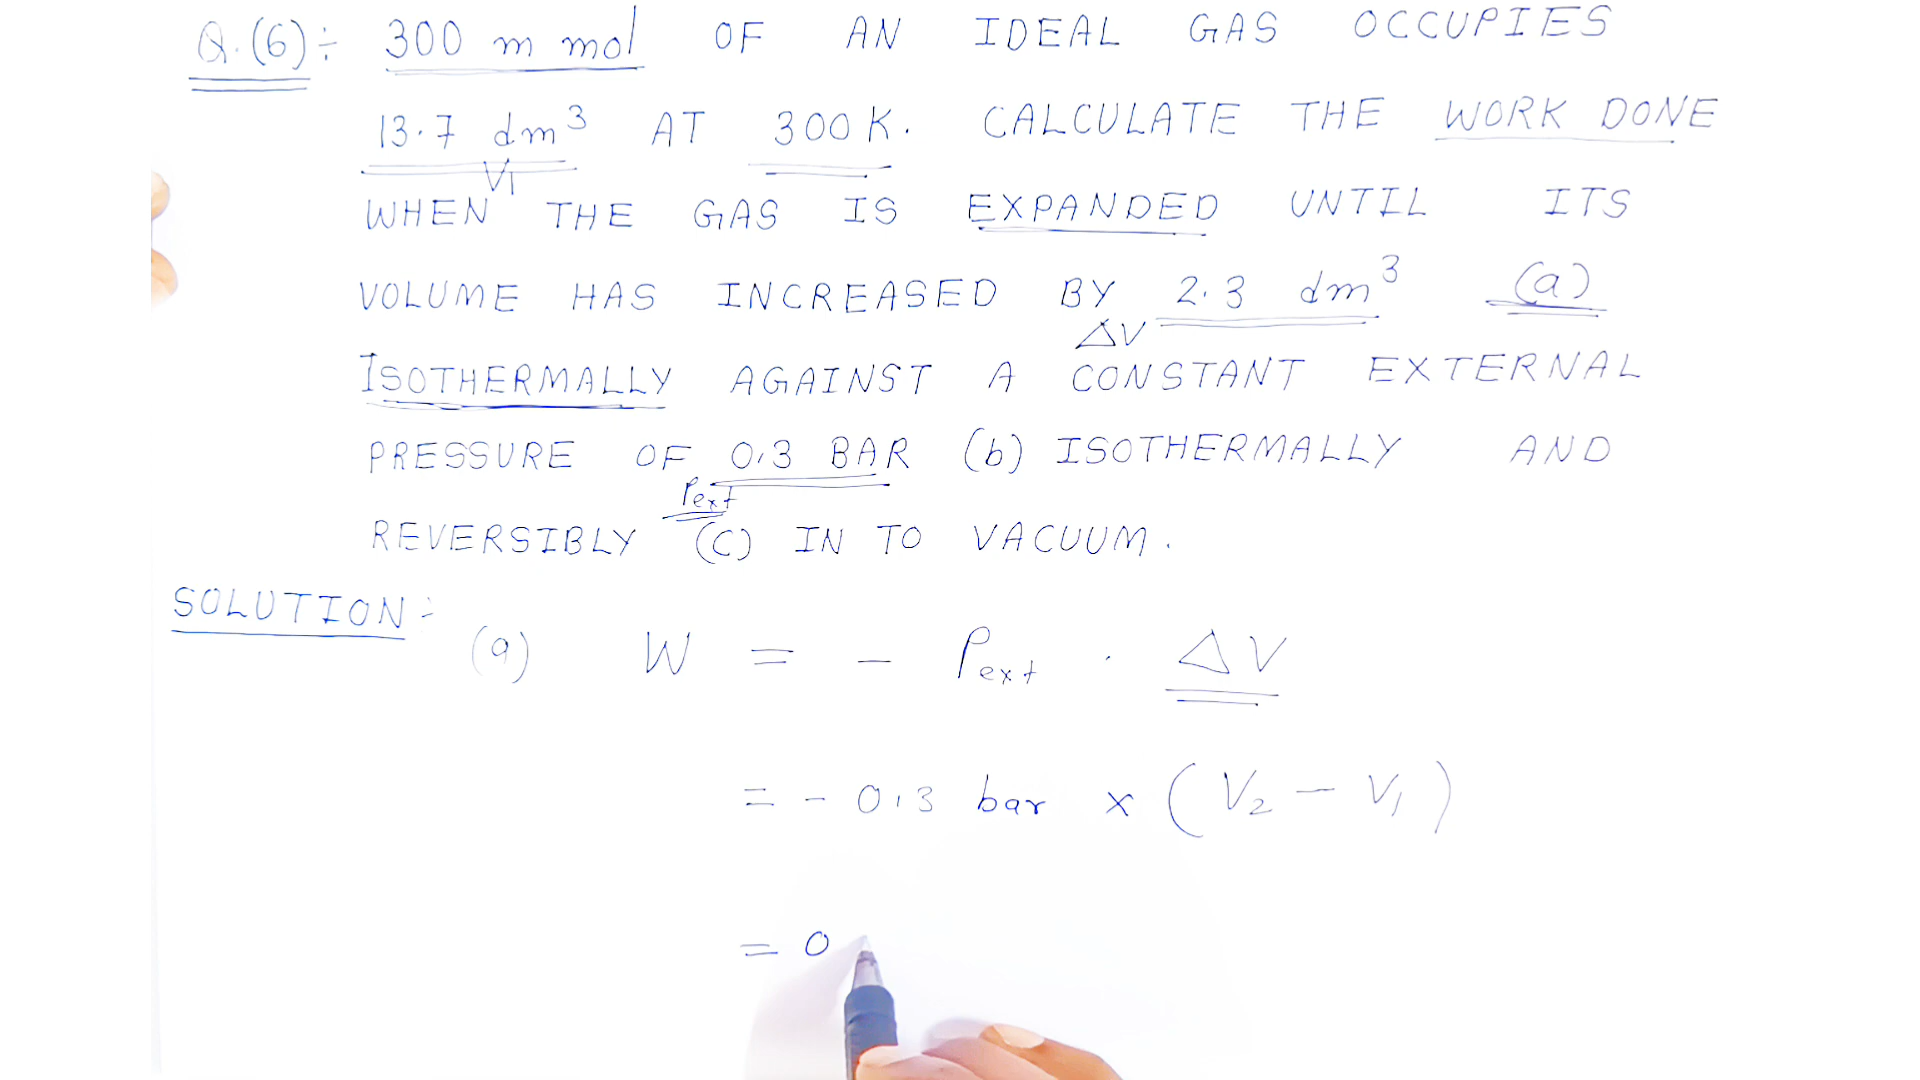 Q.(6)÷ 300 m mol OF AN IDEAL GAS OCCUPIES
13.7 dm³ AT 300K. CALCULATE THE WORK DONE
V1
WHEN THE GAS IS EXPANDED UNTIL ITS
VOLUME HAS INCREASED BY 2.3 dm³ (a)
ΔV
ISOTHERMALLY AGAINST A CONSTANT EXTERNAL
PRESSURE OF 0.3 BAR (b) ISOTHERMALLY AND
Pext
REVERSIBLY (C) IN TO VACUUM.
SOLUTION:-
(a) W = - Pext . ΔV
= - 0.3 bar x (V₂ - V₁)
= 0